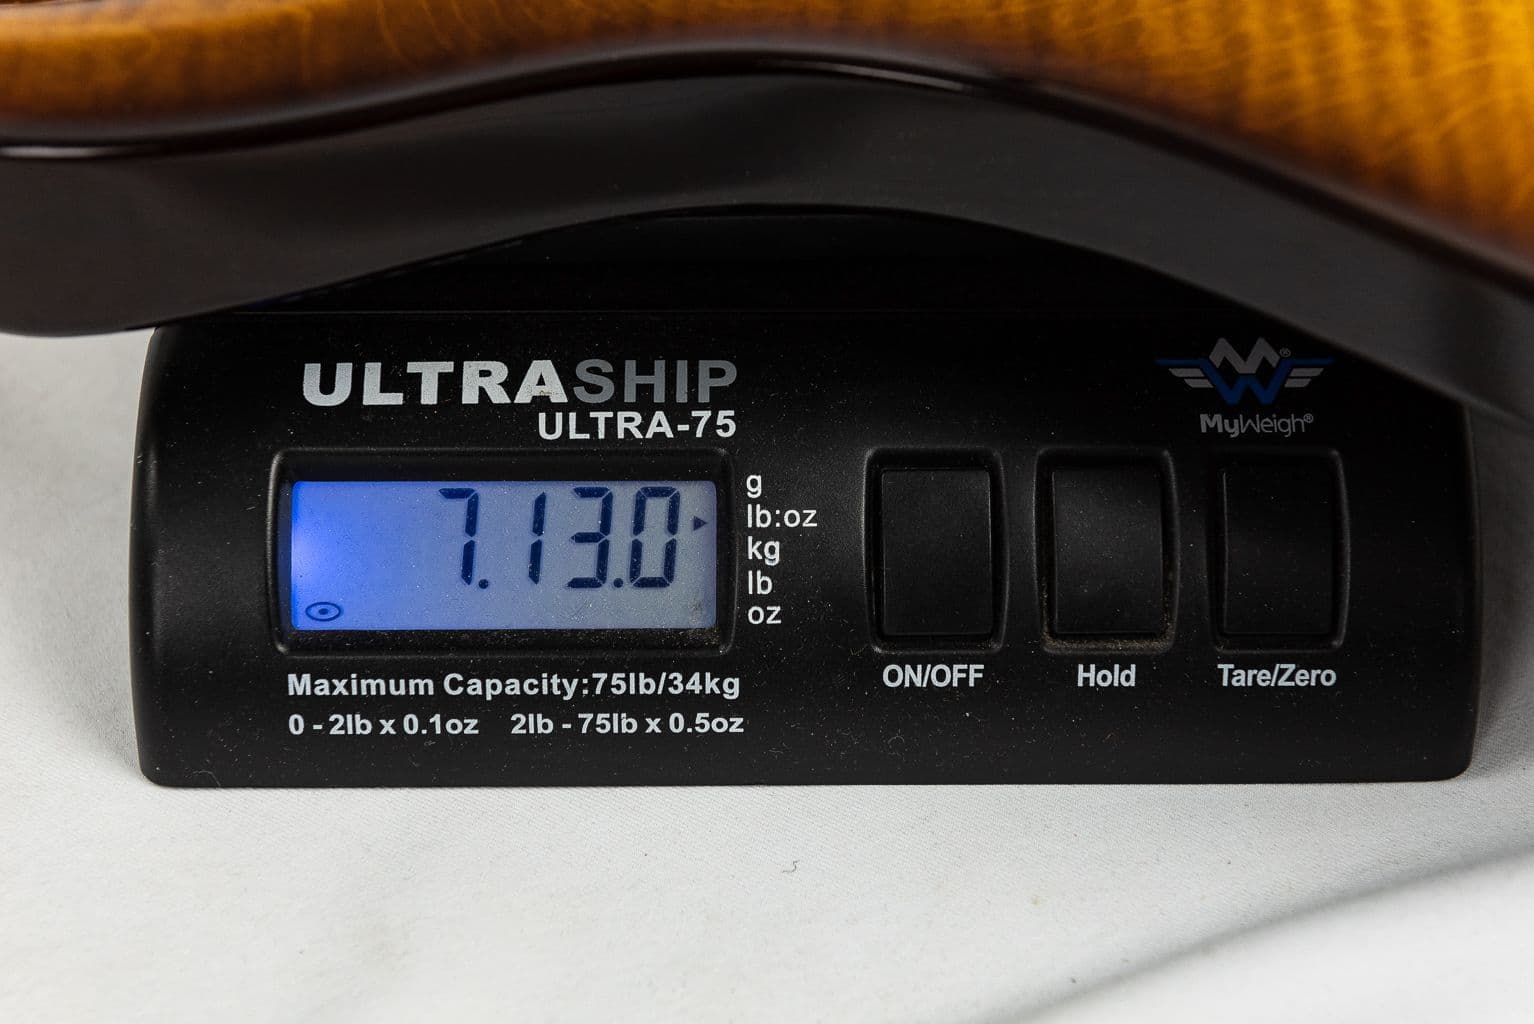 ULTRASHIP
ULTRA-75
MW®
MyWeigh®
7.13.0
g
lb:oz
kg
lb
oz
ON/OFF
Hold
Tare/Zero
Maximum Capacity:75lb/34kg
0 - 2lb x 0.1oz 2lb - 75lb x 0.5oz